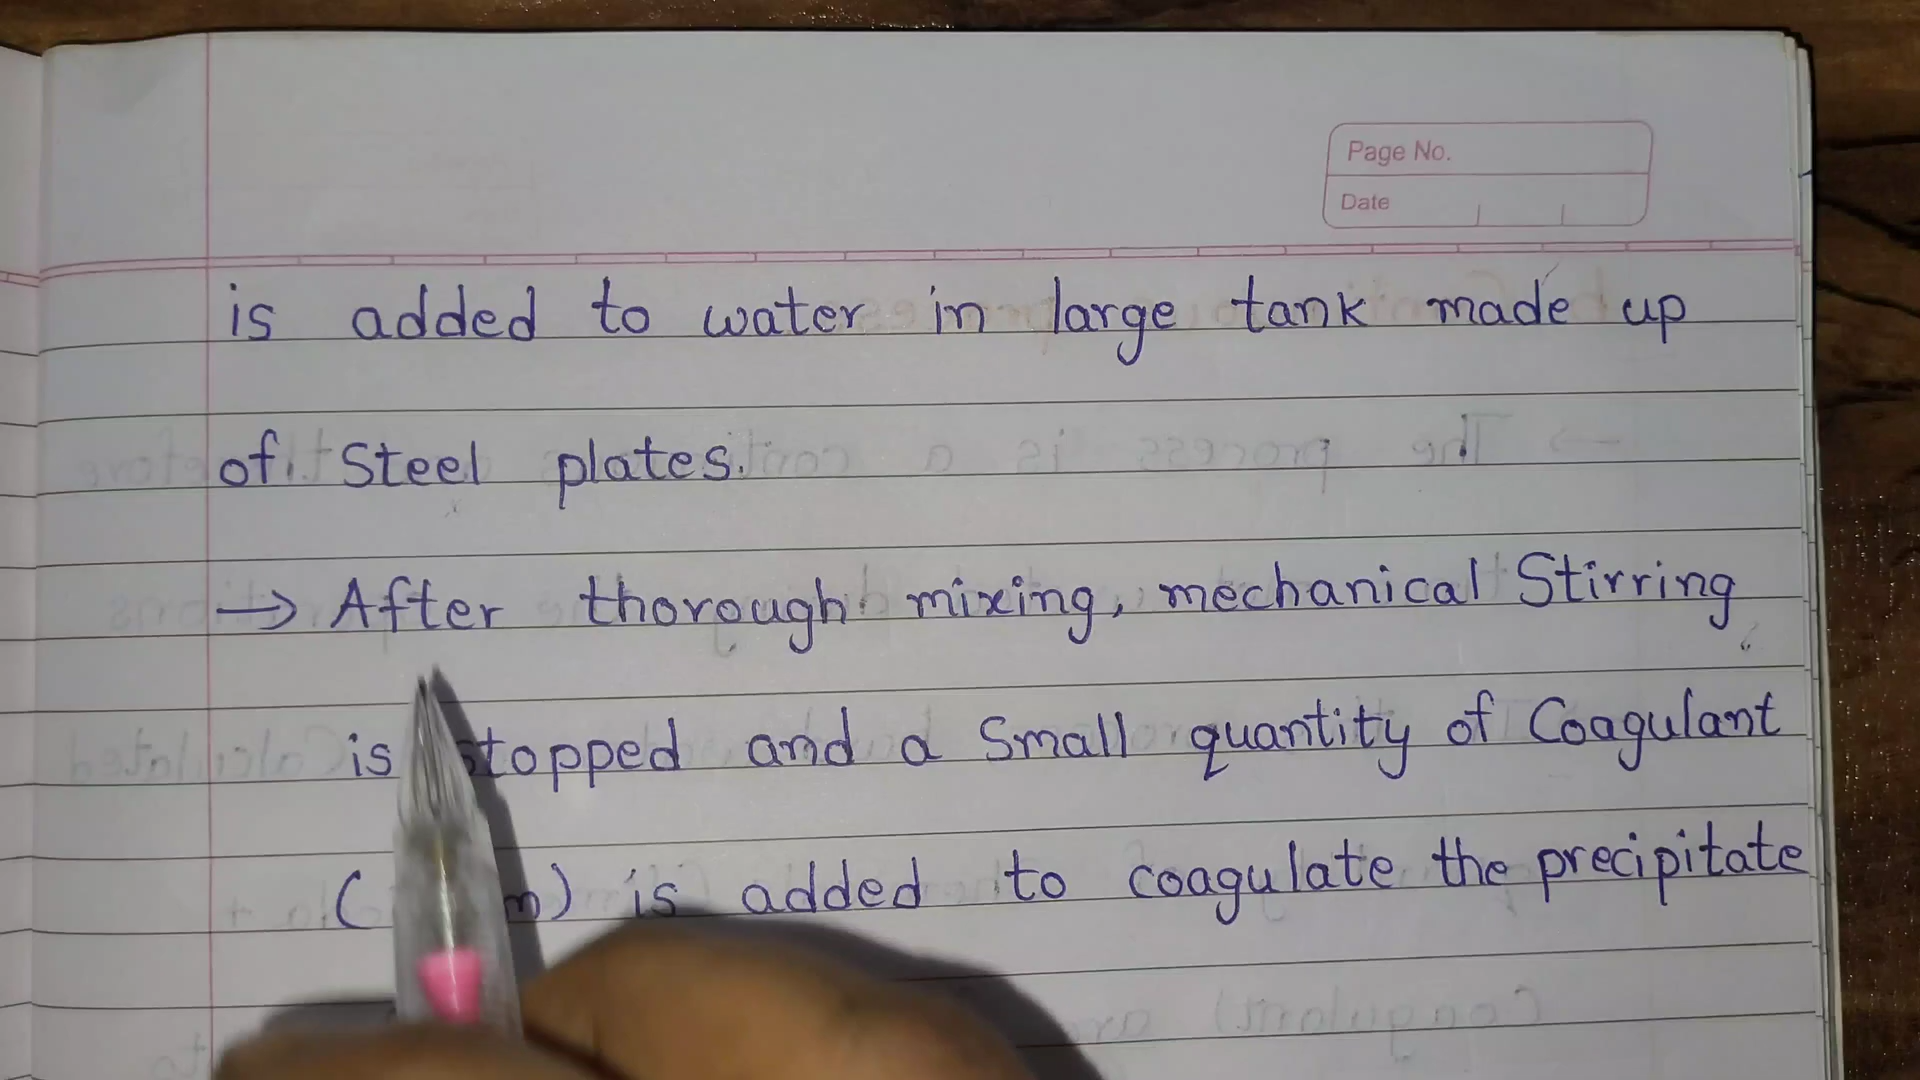 Page No.
Date
is added to water in large tank made up
of Steel plates.
→ After thorough mixing, mechanical Stirring
is stopped and a Small quantity of Coagulant
( is added to coagulate the precipitate